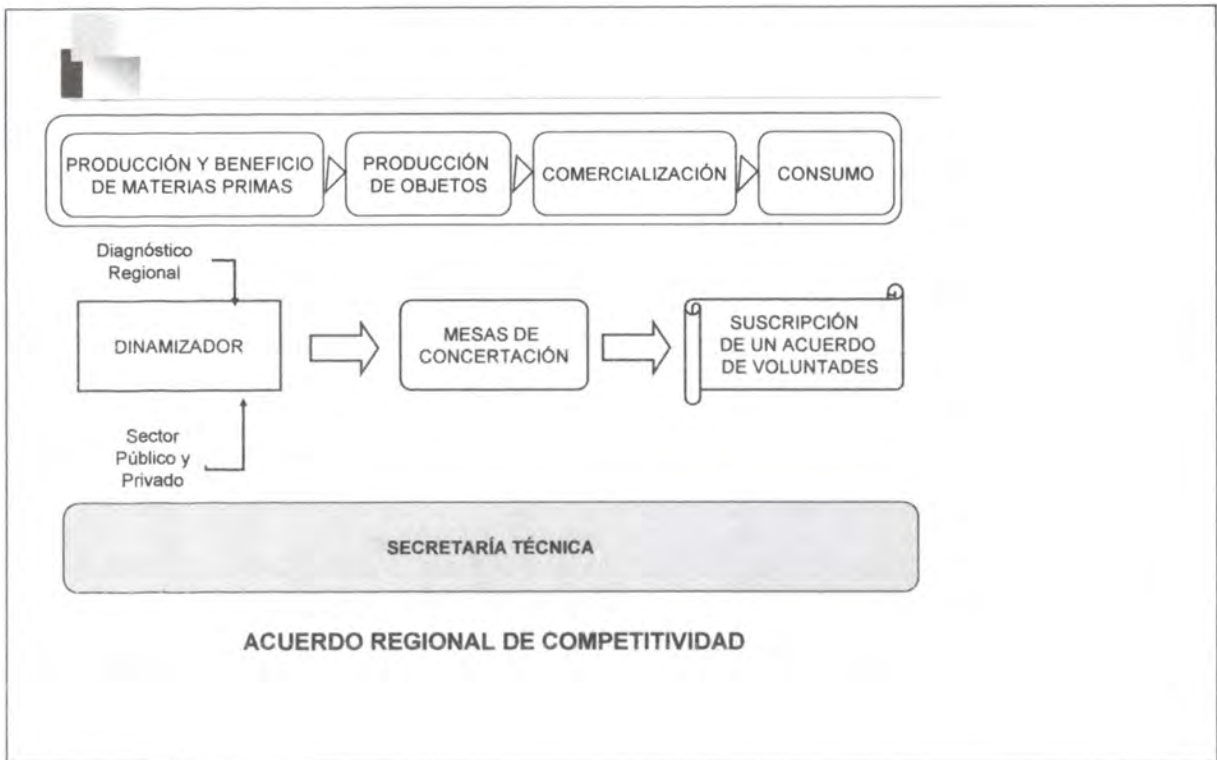 PRODUCCIÓN Y BENEFICIO
DE MATERIAS PRIMAS
PRODUCCIÓN
DE OBJETOS
COMERCIALIZACIÓN
CONSUMO
Diagnóstico
Regional
DINAMIZADOR
MESAS DE
CONCERTACIÓN
SUSCRIPCIÓN
DE UN ACUERDO
DE VOLUNTADES
Sector
Público y
Privado
SECRETARÍA TÉCNICA
ACUERDO REGIONAL DE COMPETITIVIDAD